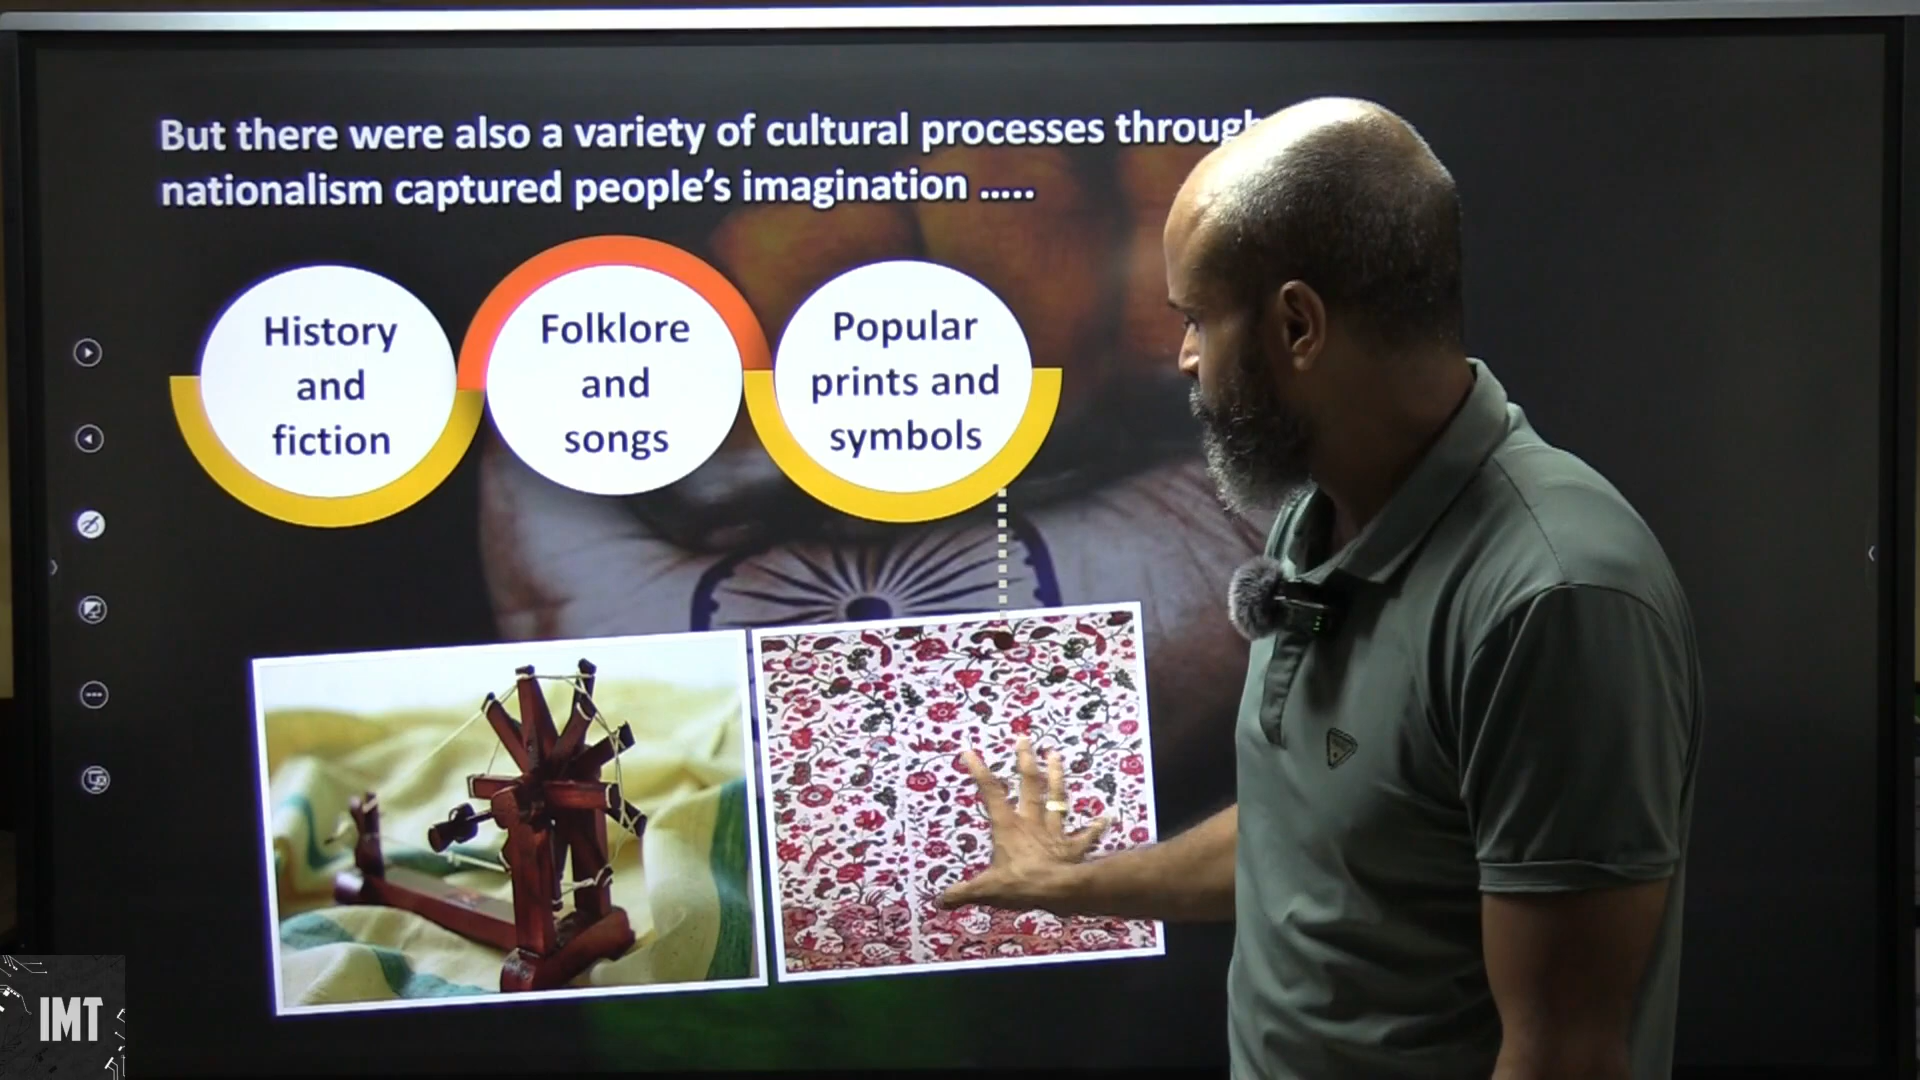 But there were also a variety of cultural processes through
nationalism captured people's imagination .....
History
and
fiction
Folklore
and
songs
Popular
prints and
symbols
IMT